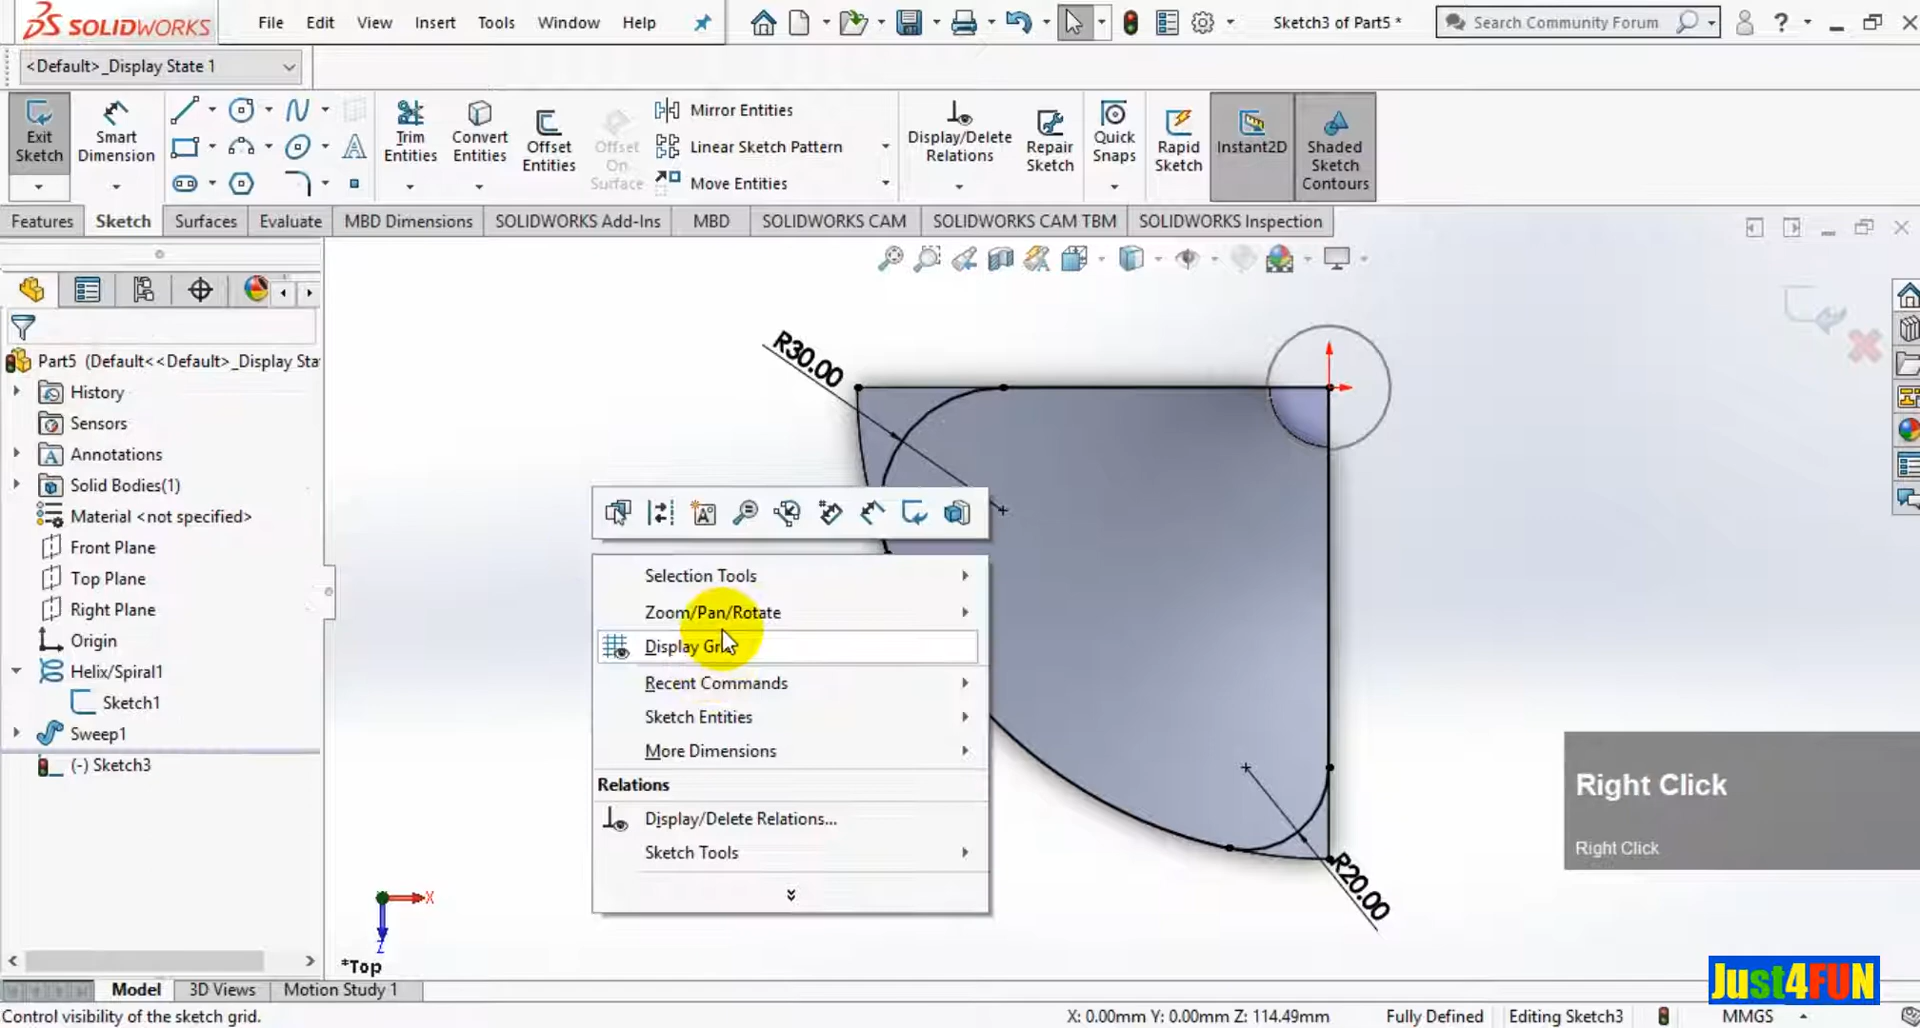 SOLIDWORKS
File Edit View Insert Tools Window Help
Sketch3 of Part5 *
Search Community Forum
?
<Default>_Display State 1
Exit Sketch
Smart Dimension
Trim Entities
Convert Entities
Offset Entities
Offset On Surface
Mirror Entities
Linear Sketch Pattern
Move Entities
Display/Delete Relations
Repair Sketch
Quick Snaps
Rapid Sketch
Instant2D
Shaded Sketch Contours
Features Sketch Surfaces Evaluate MBD Dimensions SOLIDWORKS Add-Ins MBD SOLIDWORKS CAM SOLIDWORKS CAM TBM SOLIDWORKS Inspection
Part5 (Default<<Default>_Display Sta
History
Sensors
Annotations
Solid Bodies(1)
Material <not specified>
Front Plane
Top Plane
Right Plane
Origin
Helix/Spiral1
Sketch1
Sweep1
(-) Sketch3
R30.00
Selection Tools
Zoom/Pan/Rotate
Display Gr
Recent Commands
Sketch Entities
More Dimensions
Relations
Display/Delete Relations...
Sketch Tools
R20.00
Right Click
Right Click
X
Z
*Top
Just4FUN
Model 3D Views Motion Study 1
Control visibility of the sketch grid.
X: 0.00mm Y: 0.00mm Z: 114.49mm Fully Defined Editing Sketch3 MMGS